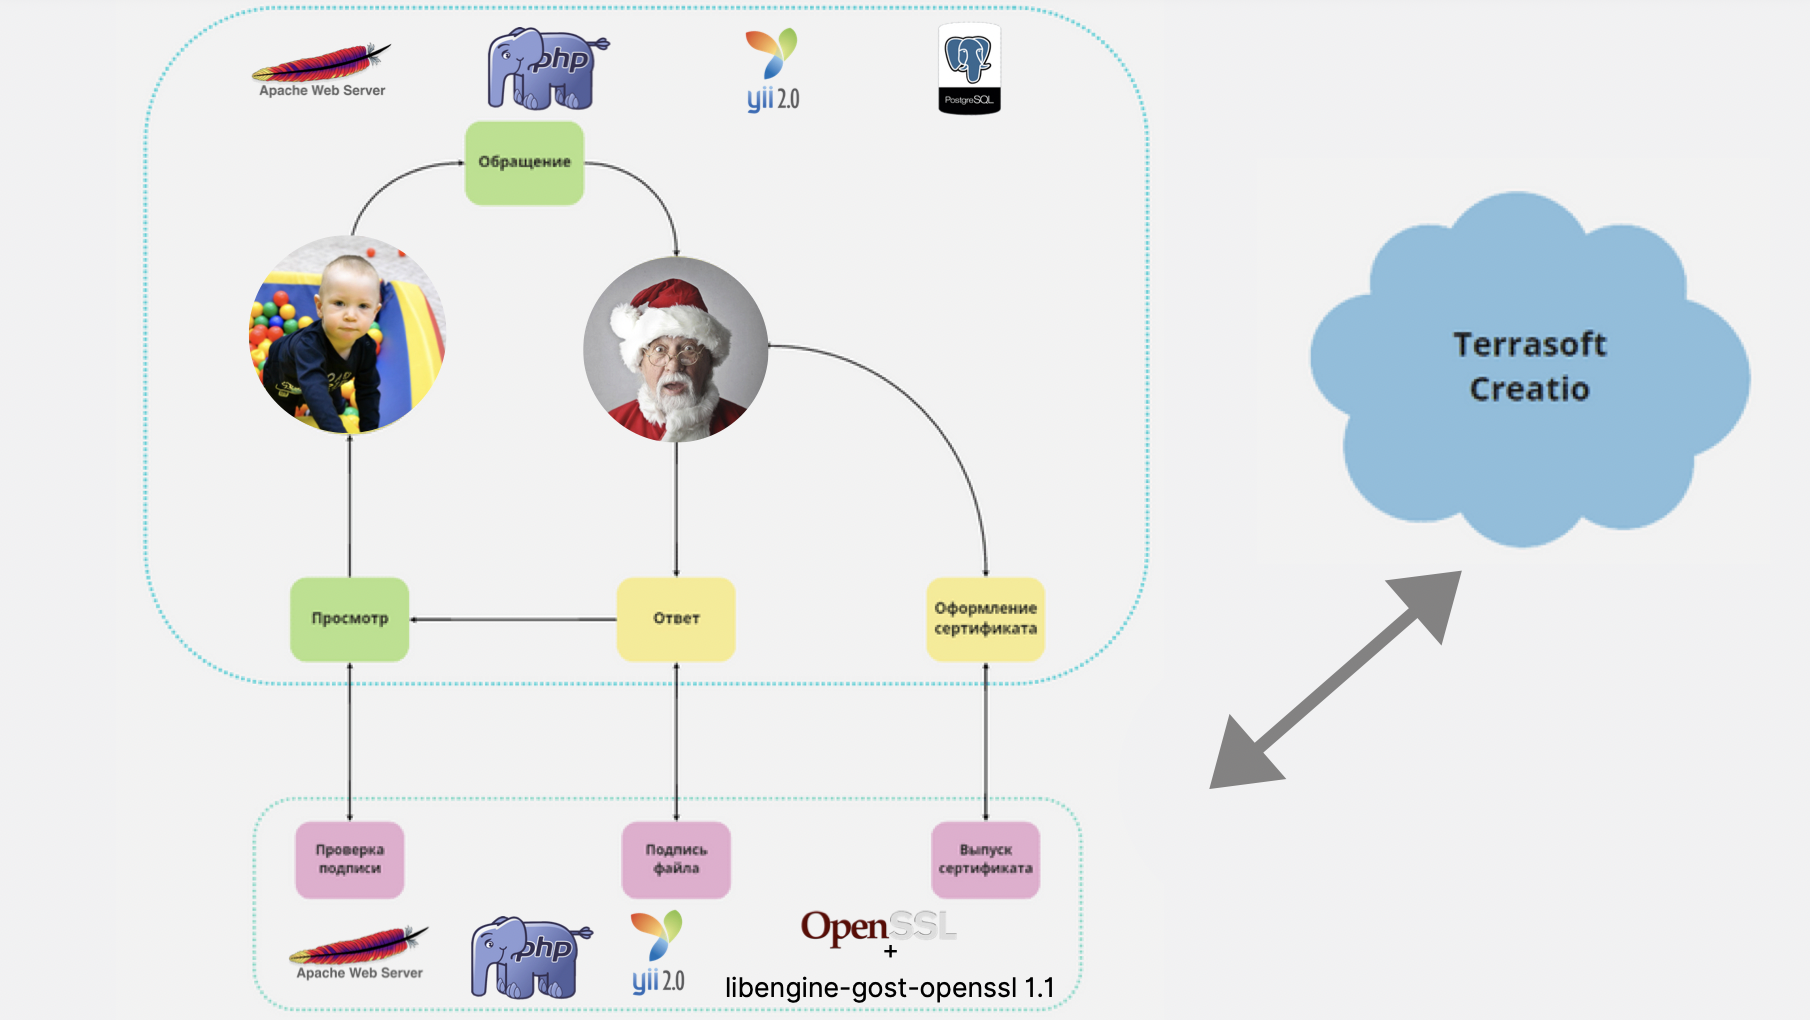 Apache Web Server
php
yii 2.0
PostgreSQL
Обращение
Terrasoft
Creatio
Просмотр
Ответ
Оформление
сертификата
Проверка
подписи
Подпись
файла
Выпуск
сертификата
Apache Web Server
php
yii 2.0
OpenSSL
+
libengine-gost-openssl 1.1